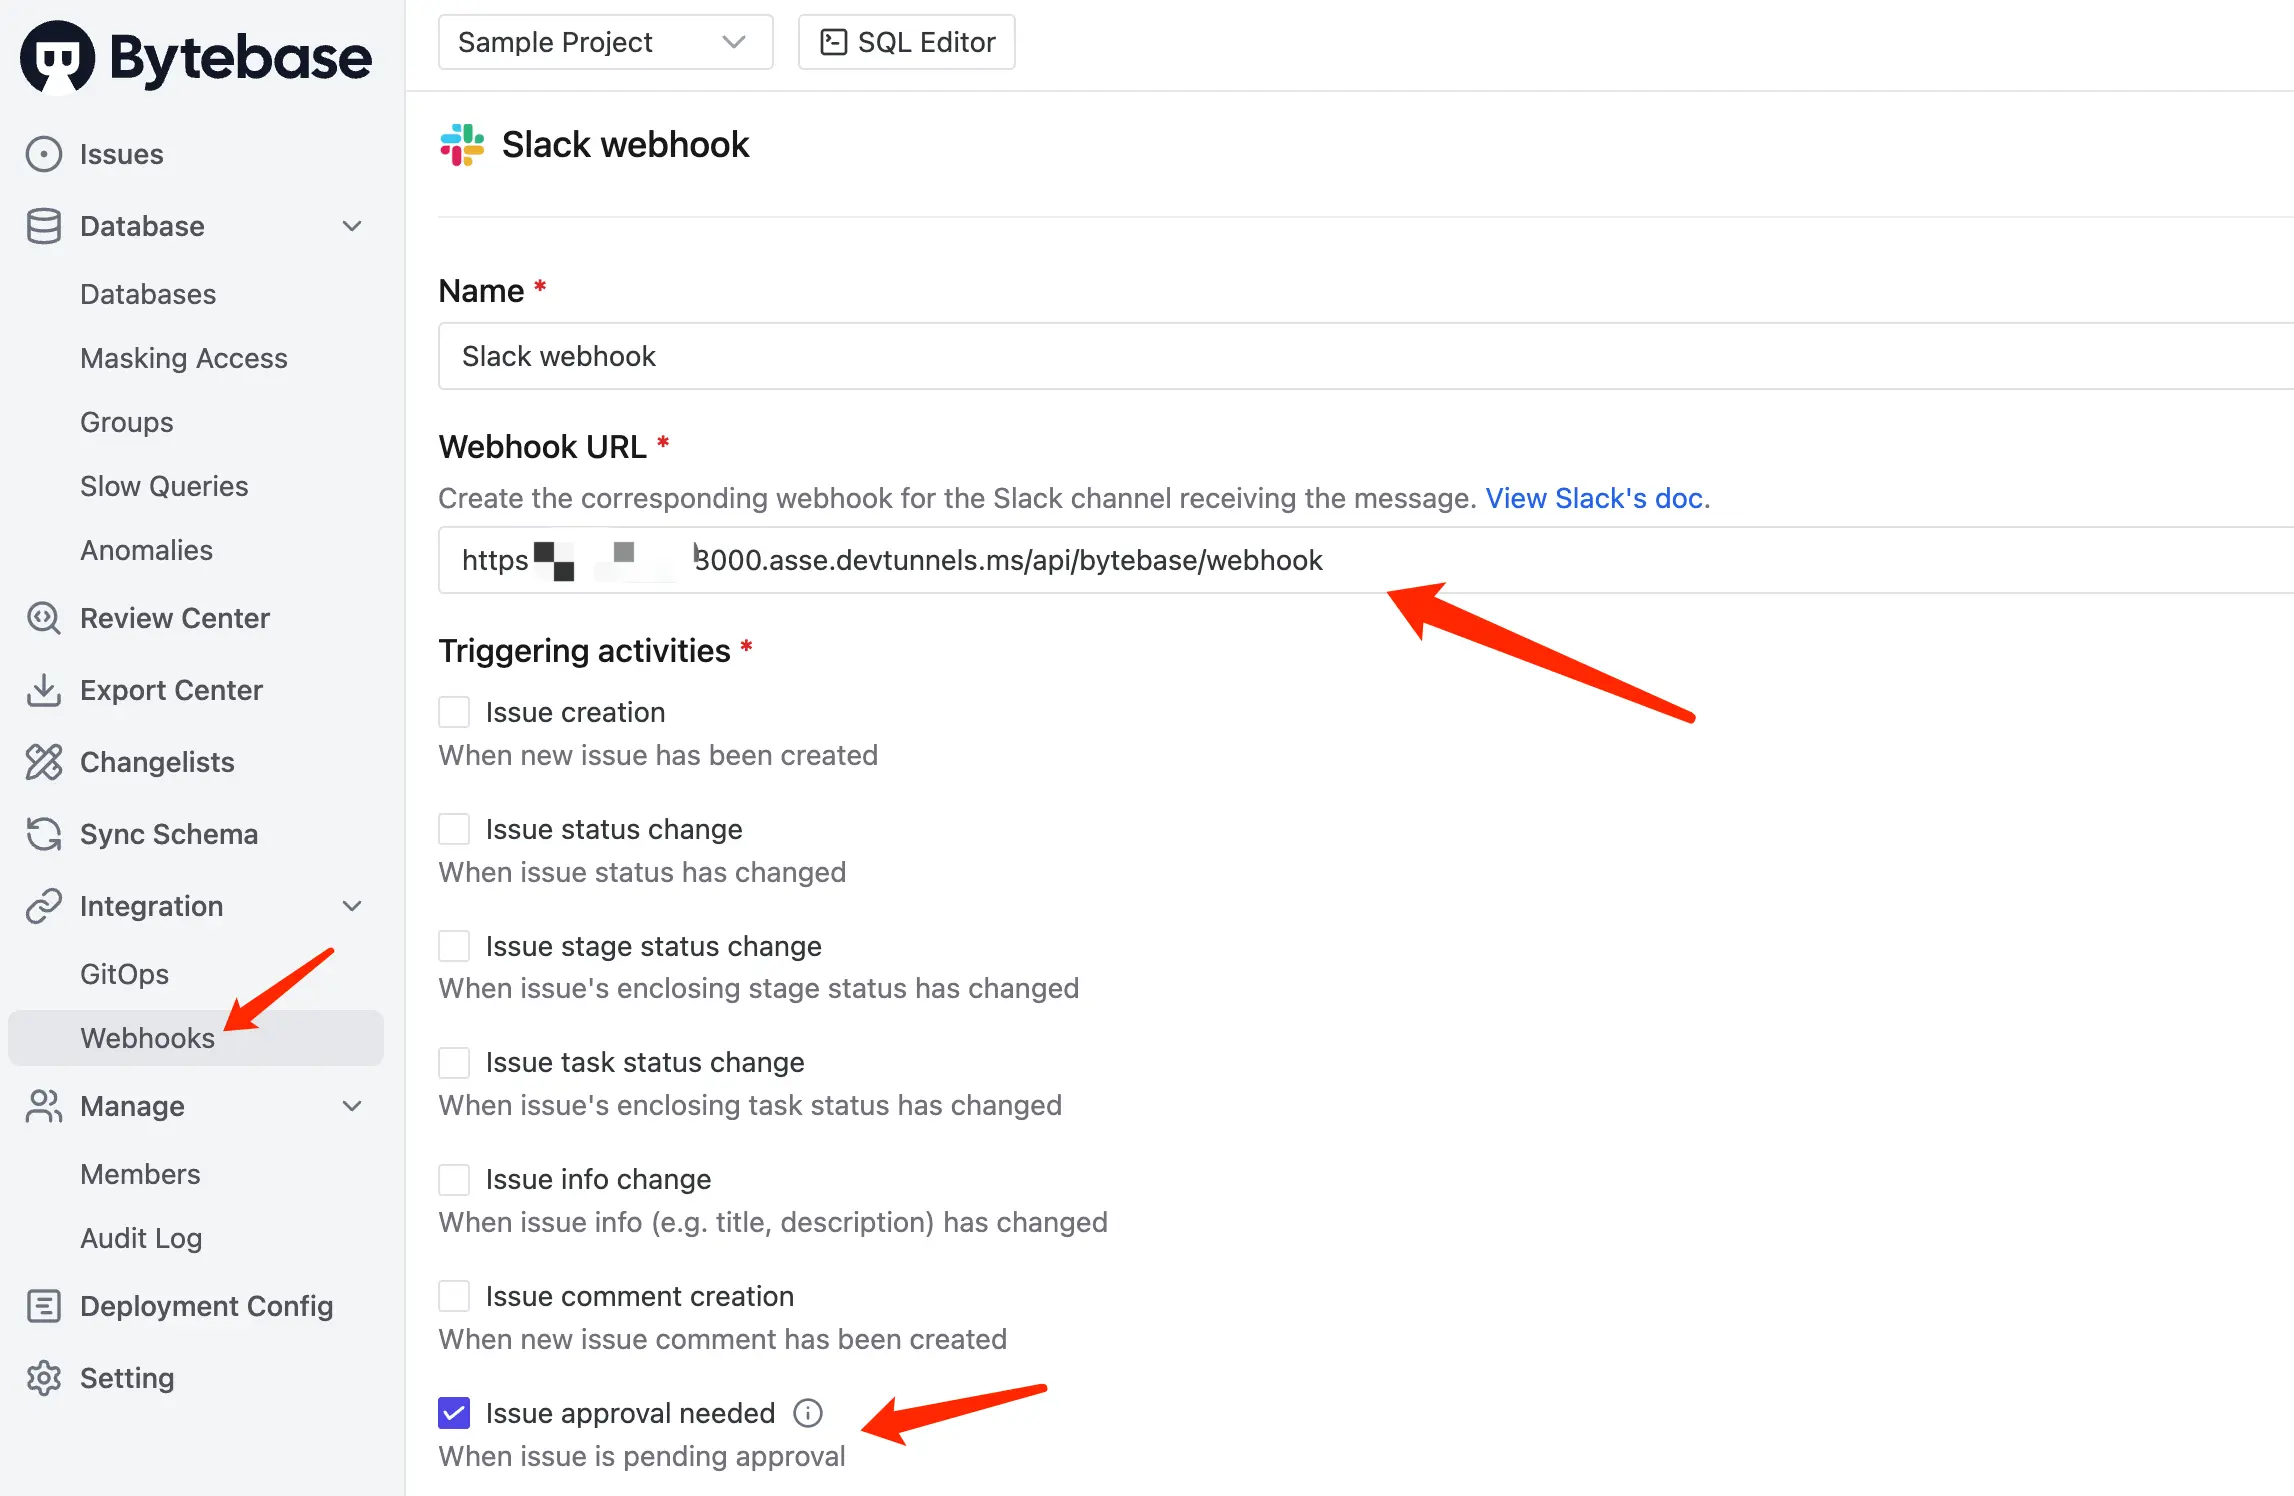 Bytebase
Sample Project
SQL Editor
Issues
Database
Databases
Masking Access
Groups
Slow Queries
Anomalies
Review Center
Export Center
Changelists
Sync Schema
Integration
GitOps
Webhooks
Manage
Members
Audit Log
Deployment Config
Setting
Slack webhook
Name *
Slack webhook
Webhook URL *
Create the corresponding webhook for the Slack channel receiving the message. View Slack's doc.
https 3000.asse.devtunnels.ms/api/bytebase/webhook
Triggering activities *
Issue creation
When new issue has been created
Issue status change
When issue status has changed
Issue stage status change
When issue's enclosing stage status has changed
Issue task status change
When issue's enclosing task status has changed
Issue info change
When issue info (e.g. title, description) has changed
Issue comment creation
When new issue comment has been created
Issue approval needed
When issue is pending approval